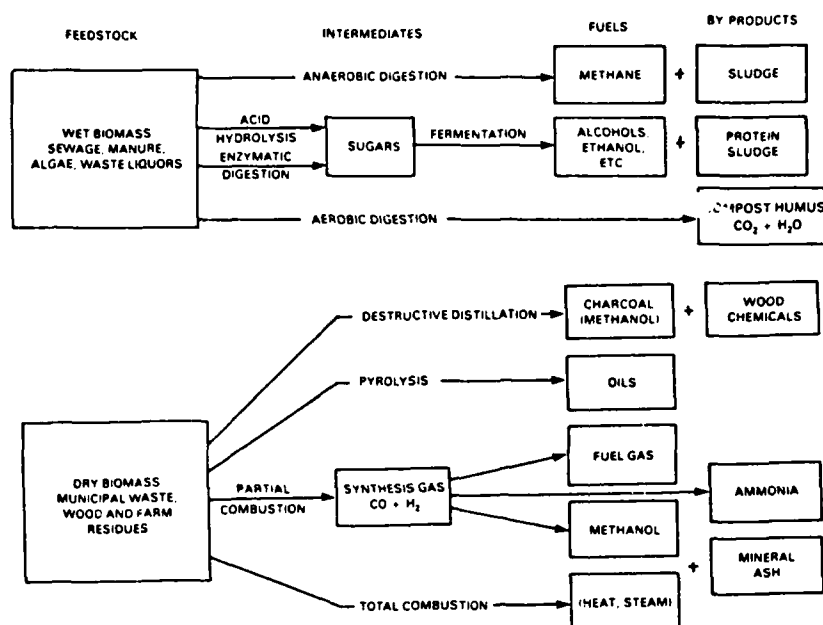 FEEDSTOCK
INTERMEDIATES
FUELS
BY PRODUCTS
WET BIOMASS
SEWAGE, MANURE,
ALGAE, WASTE LIQUORS
ANAEROBIC DIGESTION
METHANE
+
SLUDGE
ACID
HYDROLYSIS
ENZYMATIC
DIGESTION
SUGARS
FERMENTATION
ALCOHOLS,
ETHANOL,
ETC
+
PROTEIN
SLUDGE
AEROBIC DIGESTION
OMPOST HUMUS
CO₂ + H₂O
DRY BIOMASS
MUNICIPAL WASTE,
WOOD AND FARM
RESIDUES
DESTRUCTIVE DISTILLATION
CHARCOAL
(METHANOL)
+
WOOD
CHEMICALS
PYROLYSIS
OILS
PARTIAL
COMBUSTION
SYNTHESIS GAS
CO + H₂
FUEL GAS
AMMONIA
METHANOL
+
MINERAL
ASH
TOTAL COMBUSTION
(HEAT, STEAM)